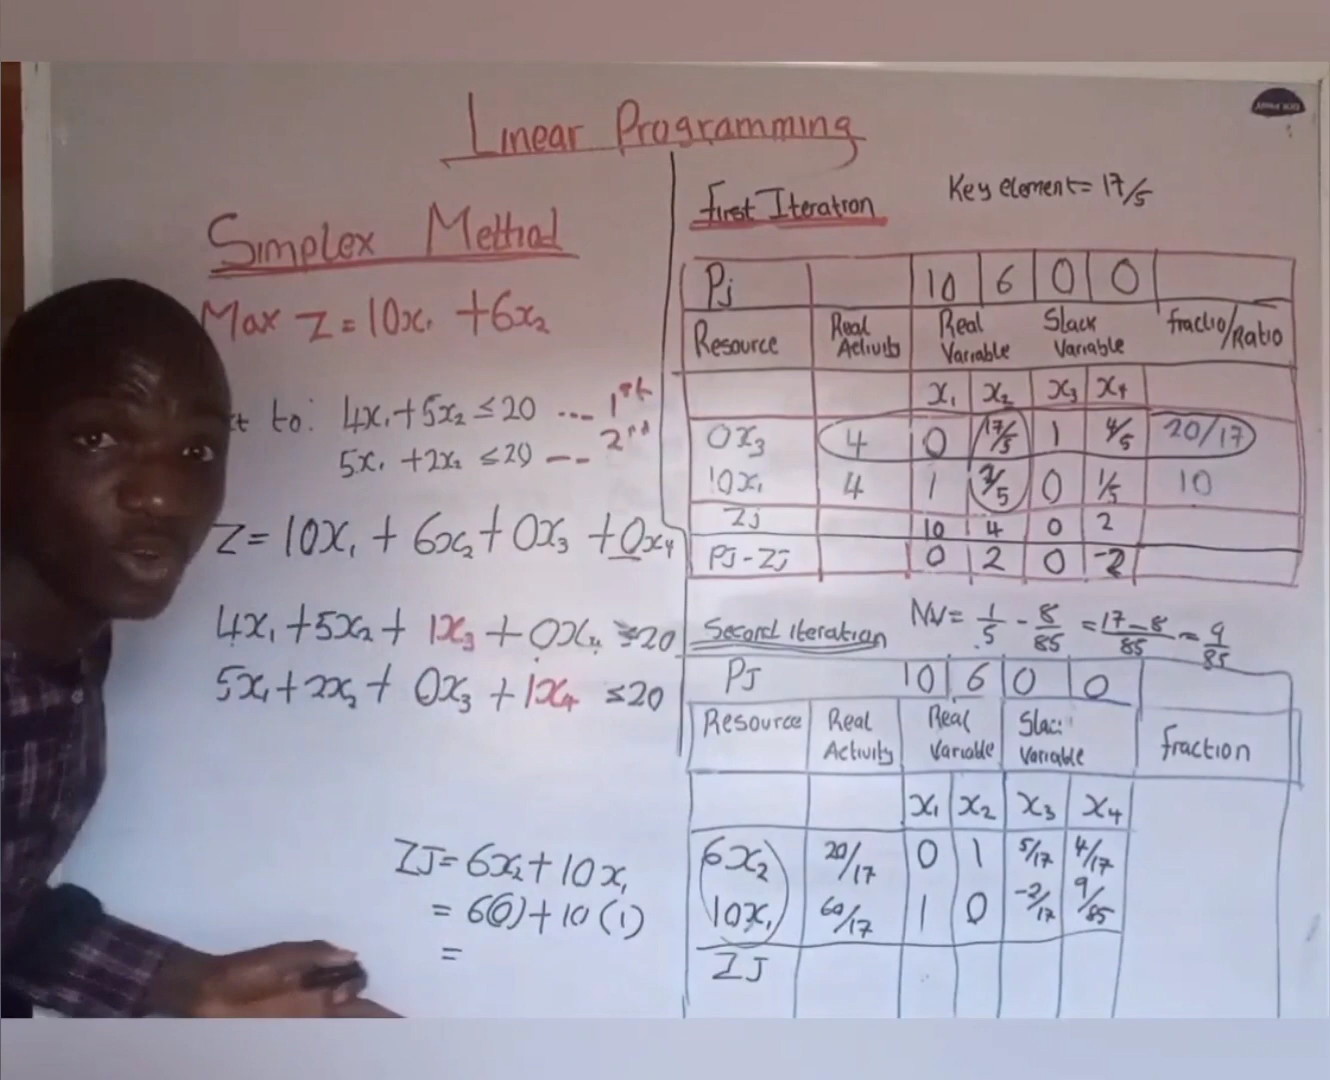 Linear Programming
Simplex Method
Max Z = 10x₁ + 6x₂
ct to: 4x₁ + 5x₂ ≤ 20 --- 1st
5x₁ + 2x₂ ≤ 20 --- 2nd
Z = 10x₁ + 6x₂ + 0x₃ + 0x₄
4x₁ + 5x₂ + 1x₃ + 0x₄ ≤ 20
5x₁ + 2x₂ + 0x₃ + 1x₄ ≤ 20
ZJ = 6x₂ + 10x₁
= 6(0) + 10(1)
=
First Iteration Key element = 17/5
Pj 10 6 0 0
Resource Real Activity Real Variable Slack Variable Ratio
x₁ x₂ x₃ x₄
0x₃ 4 0 17/5 1 4/5 20/17
10x₁ 4 1 2/5 0 1/5 10
Zj 10 4 0 2
Pj-Zj 0 2 0 -2
Second Iteration NV = 1/5 - 8/85 = 17-8/85 = 9/85
PJ 10 6 0 0
Resource Real Activity Real Variable Variable fraction
x₁ x₂ x₃ x₄
6x₂ 20/17 0 1 5/17 4/17
10x₁ 60/17 1 0 -2/17 9/85
ZJ